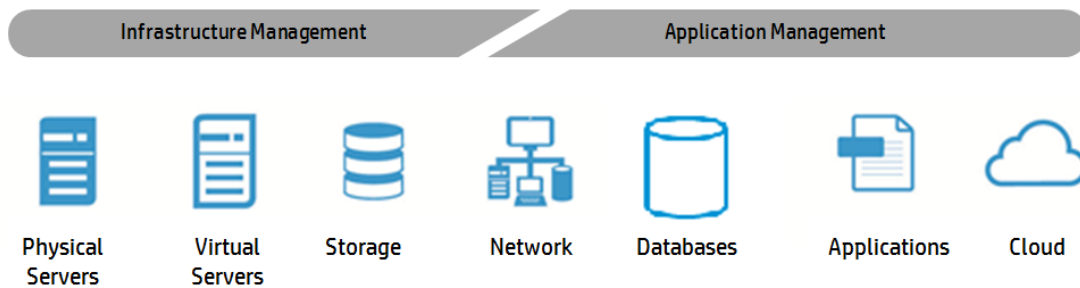 Infrastructure Management
Application Management
Physical
Servers
Virtual
Servers
Storage
Network
Databases
Applications
Cloud